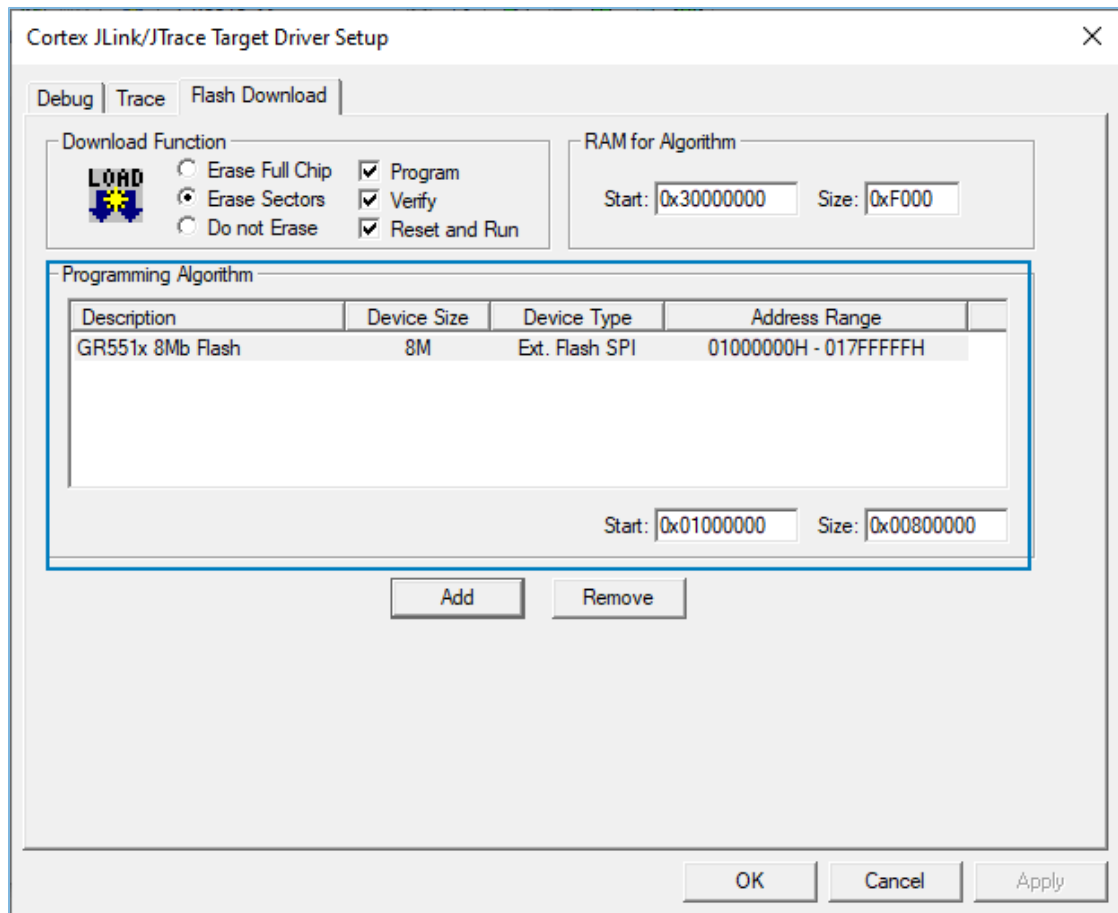 Cortex JLink/JTrace Target Driver Setup
Debug Trace Flash Download
Download Function
LOAD
Erase Full Chip
Erase Sectors
Do not Erase
Program
Verify
Reset and Run
RAM for Algorithm
Start: 0x30000000 Size: 0xF000
Programming Algorithm
Description Device Size Device Type Address Range
GR551x 8Mb Flash 8M Ext. Flash SPI 01000000H - 017FFFFFH
Start: 0x01000000 Size: 0x00800000
Add Remove
OK Cancel Apply